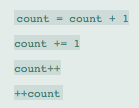 count = count + 1
count += 1
count++
++count